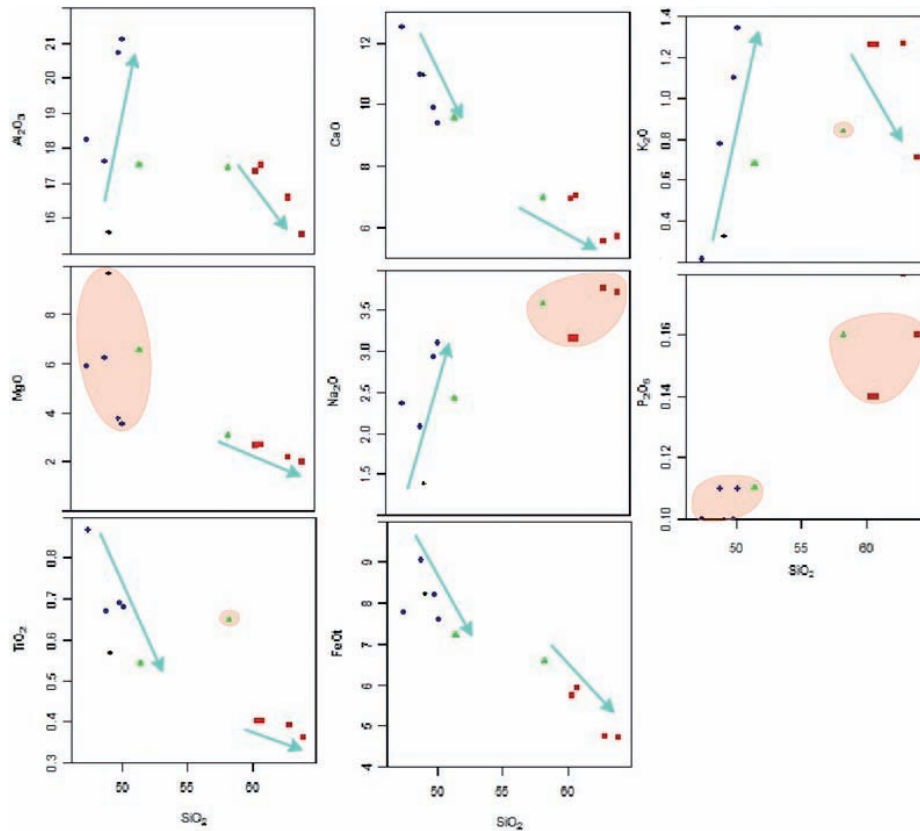 Al₂O₃
15 16 17 18 19 20 21
CaO
6 8 10 12
K₂O
0.4 0.6 0.8 1.0 1.2 1.4
MgO
2 4 6 8
Na₂O
1.5 2.0 2.5 3.0 3.5
P₂O₅
0.10 0.12 0.14 0.16
50 55 60
SiO₂
TiO₂
0.3 0.4 0.5 0.6 0.7 0.8
50 55 60
SiO₂
FeOt
4 5 6 7 8 9
50 55 60
SiO₂